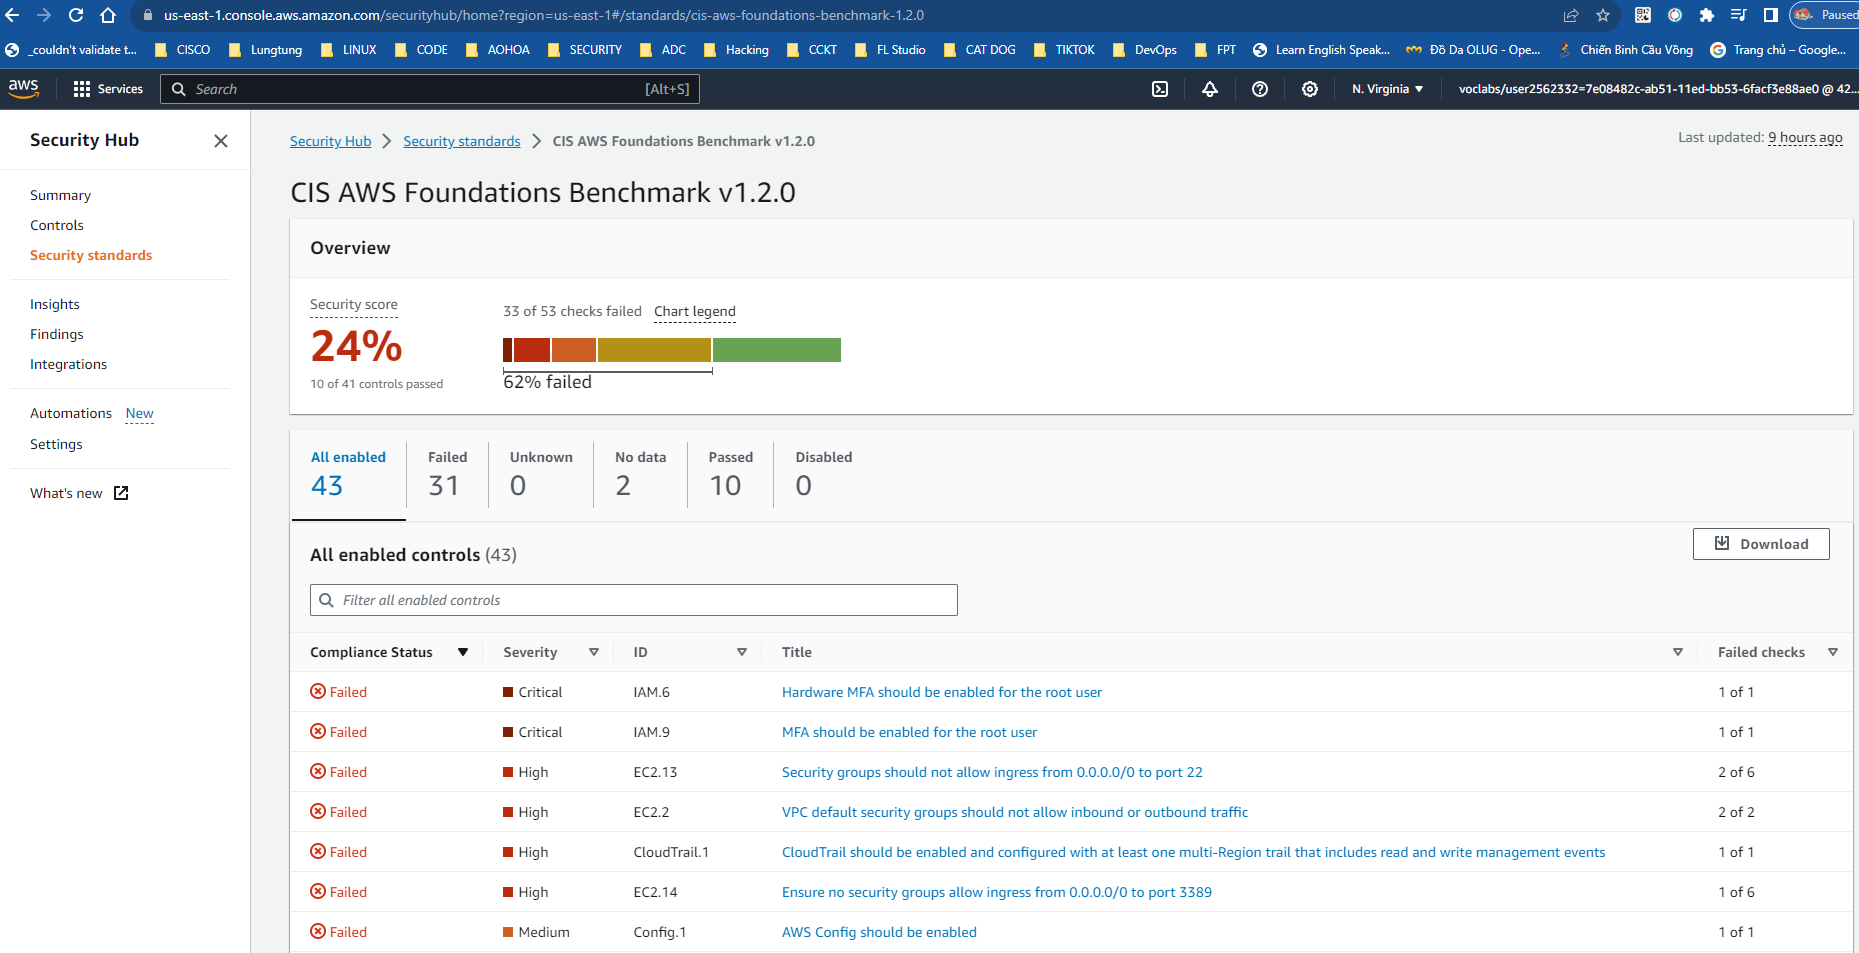 us-east-1.console.aws.amazon.com/securityhub/home?region=us-east-1#/standards/cis-aws-foundations-benchmark-1.2.0
Paused
_couldn't validate t...
CISCO
Lungtung
LINUX
CODE
AOHOA
SECURITY
ADC
Hacking
CCKT
FL Studio
CAT DOG
TIKTOK
DevOps
FPT
Learn English Speak...
Đồ Da OLUG - Ope...
Chiến Binh Cầu Vồng
Trang chủ – Google...
aws
Services
Search
[Alt+S]
N. Virginia
voclabs/user2562332=7e08482c-ab51-11ed-bb53-6facf3e88ae0 @ 42...
Security Hub
Summary
Controls
Security standards
Insights
Findings
Integrations
Automations New
Settings
What's new
Security Hub > Security standards > CIS AWS Foundations Benchmark v1.2.0
Last updated: 9 hours ago
CIS AWS Foundations Benchmark v1.2.0
Overview
Security score
24%
10 of 41 controls passed
33 of 53 checks failed Chart legend
62% failed
All enabled
43
Failed
31
Unknown
0
No data
2
Passed
10
Disabled
0
All enabled controls (43)
Download
Filter all enabled controls
Compliance Status Severity ID Title Failed checks
Failed Critical IAM.6 Hardware MFA should be enabled for the root user 1 of 1
Failed Critical IAM.9 MFA should be enabled for the root user 1 of 1
Failed High EC2.13 Security groups should not allow ingress from 0.0.0.0/0 to port 22 2 of 6
Failed High EC2.2 VPC default security groups should not allow inbound or outbound traffic 2 of 2
Failed High CloudTrail.1 CloudTrail should be enabled and configured with at least one multi-Region trail that includes read and write management events 1 of 1
Failed High EC2.14 Ensure no security groups allow ingress from 0.0.0.0/0 to port 3389 1 of 6
Failed Medium Config.1 AWS Config should be enabled 1 of 1